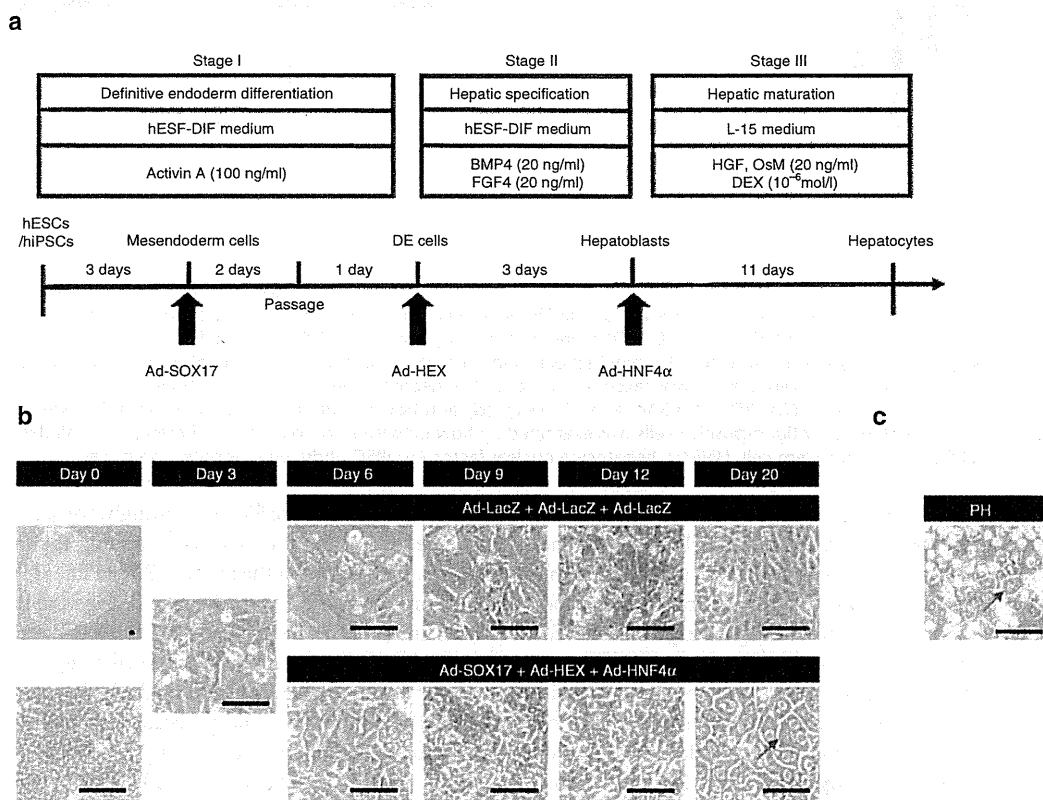 a
Stage I
Stage II
Stage III
Definitive endoderm differentiation
Hepatic specification
Hepatic maturation
hESF-DIF medium
hESF-DIF medium
L-15 medium
Activin A (100 ng/ml)
BMP4 (20 ng/ml)
FGF4 (20 ng/ml)
HGF, OsM (20 ng/ml)
DEX (10⁻⁶mol/l)
hESCs
/hiPSCs
Mesendoderm cells
DE cells
Hepatoblasts
Hepatocytes
3 days
2 days
1 day
3 days
11 days
Passage
Ad-SOX17
Ad-HEX
Ad-HNF4α
b
c
Day 0
Day 3
Day 6
Day 9
Day 12
Day 20
Ad-LacZ + Ad-LacZ + Ad-LacZ
PH
Ad-SOX17 + Ad-HEX + Ad-HNF4α